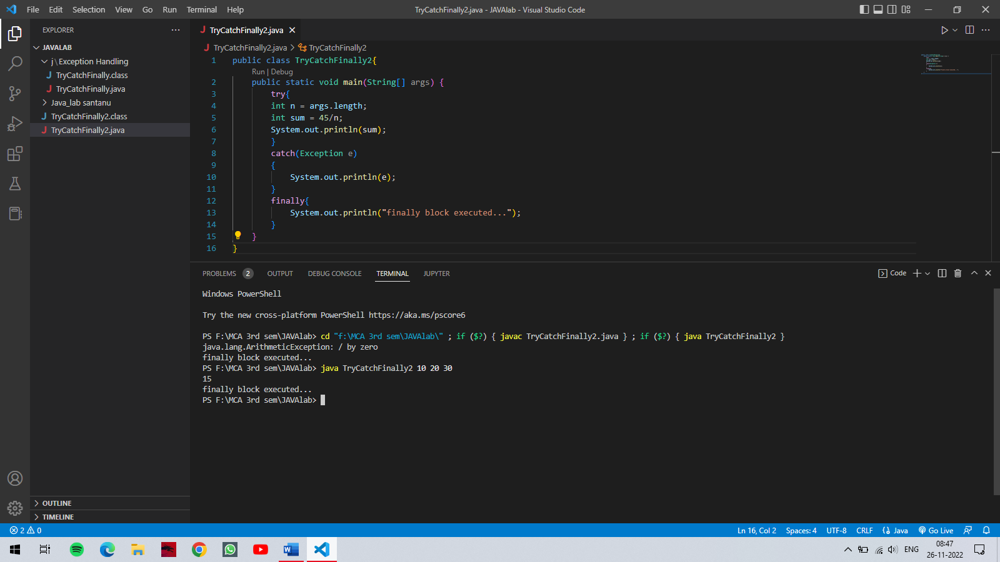 File Edit Selection View Go Run Terminal Help
TryCatchFinally2.java - JAVAlab - Visual Studio Code
EXPLORER
JAVALAB
j\Exception Handling
TryCatchFinally.class
TryCatchFinally.java
Java_lab santanu
TryCatchFinally2.class
TryCatchFinally2.java
OUTLINE
TIMELINE
TryCatchFinally2.java
TryCatchFinally2.java > TryCatchFinally2
1 public class TryCatchFinally2{
Run | Debug
2 public static void main(String[] args) {
3 try{
4 int n = args.length;
5 int sum = 45/n;
6 System.out.println(sum);
7 }
8 catch(Exception e)
9 {
10 System.out.println(e);
11 }
12 finally{
13 System.out.println("finally block executed...");
14 }
15 }
16 }
PROBLEMS 2 OUTPUT DEBUG CONSOLE TERMINAL JUPYTER
Code
Windows PowerShell
Try the new cross-platform PowerShell https://aka.ms/pscore6
PS F:\MCA 3rd sem\JAVAlab> cd "f:\MCA 3rd sem\JAVAlab\" ; if ($?) { javac TryCatchFinally2.java } ; if ($?) { java TryCatchFinally2 }
java.lang.ArithmeticException: / by zero
finally block executed...
PS F:\MCA 3rd sem\JAVAlab> java TryCatchFinally2 10 20 30
15
finally block executed...
PS F:\MCA 3rd sem\JAVAlab>
2 0
Ln 16, Col 2 Spaces: 4 UTF-8 CRLF Java Go Live
ENG
08:47
26-11-2022